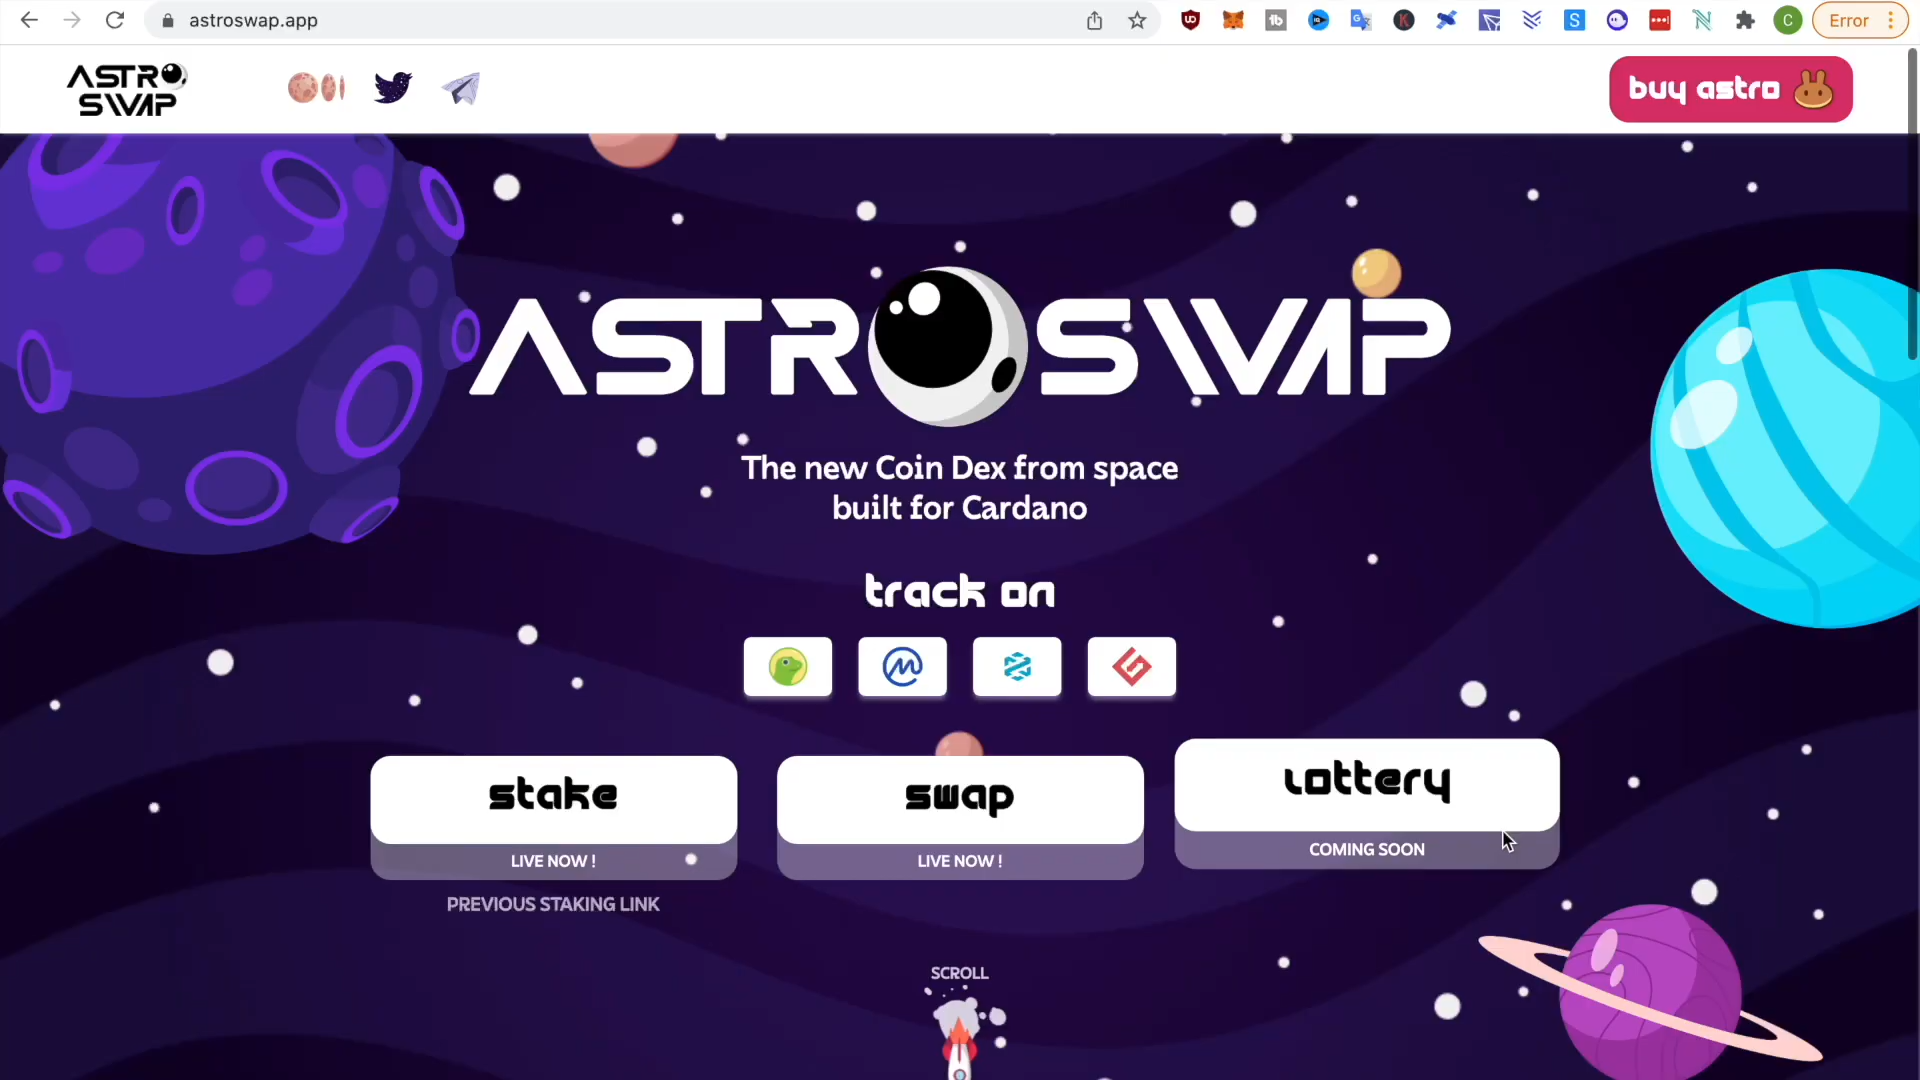 astroswap.app
Error
ASTRO
SWAP
buy astro
ASTROSWAP
The new Coin Dex from space
built for Cardano
track on
stake
swap
lottery
LIVE NOW !
LIVE NOW !
COMING SOON
PREVIOUS STAKING LINK
SCROLL